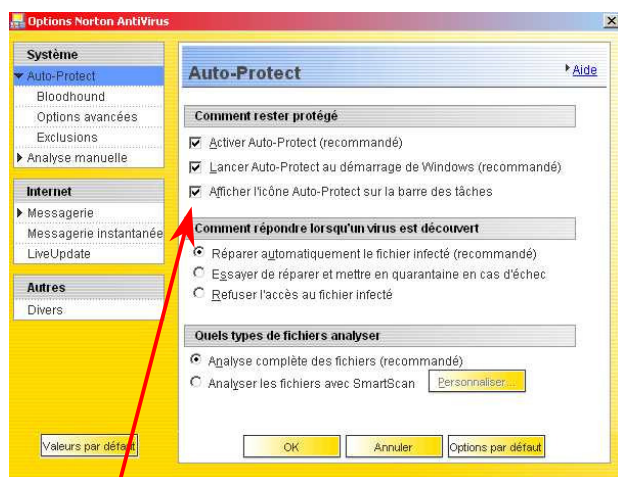 Options Norton AntiVirus
Système
Auto-Protect
Bloodhound
Options avancées
Exclusions
Analyse manuelle
Internet
Messagerie
Messagerie instantanée
LiveUpdate
Autres
Divers
Valeurs par défaut
Auto-Protect
Aide
Comment rester protégé
Activer Auto-Protect (recommandé)
Lancer Auto-Protect au démarrage de Windows (recommandé)
Afficher l'icône Auto-Protect sur la barre des tâches
Comment répondre lorsqu'un virus est découvert
Réparer automatiquement le fichier infecté (recommandé)
Essayer de réparer et mettre en quarantaine en cas d'échec
Refuser l'accès au fichier infecté
Quels types de fichiers analyser
Analyse complète des fichiers (recommandé)
Analyser les fichiers avec SmartScan
Personnaliser...
OK
Annuler
Options par défaut